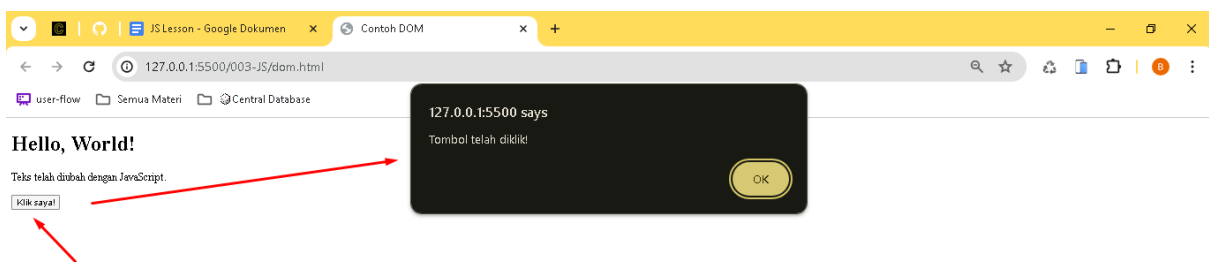 JS Lesson - Google Dokumen
Contoh DOM
127.0.0.1:5500/003-JS/dom.html
B
user-flow
Semua Materi
Central Database
127.0.0.1:5500 says
Tombol telah diklik!
OK
Hello, World!
Teks telah diubah dengan JavaScript.
Klik saya!